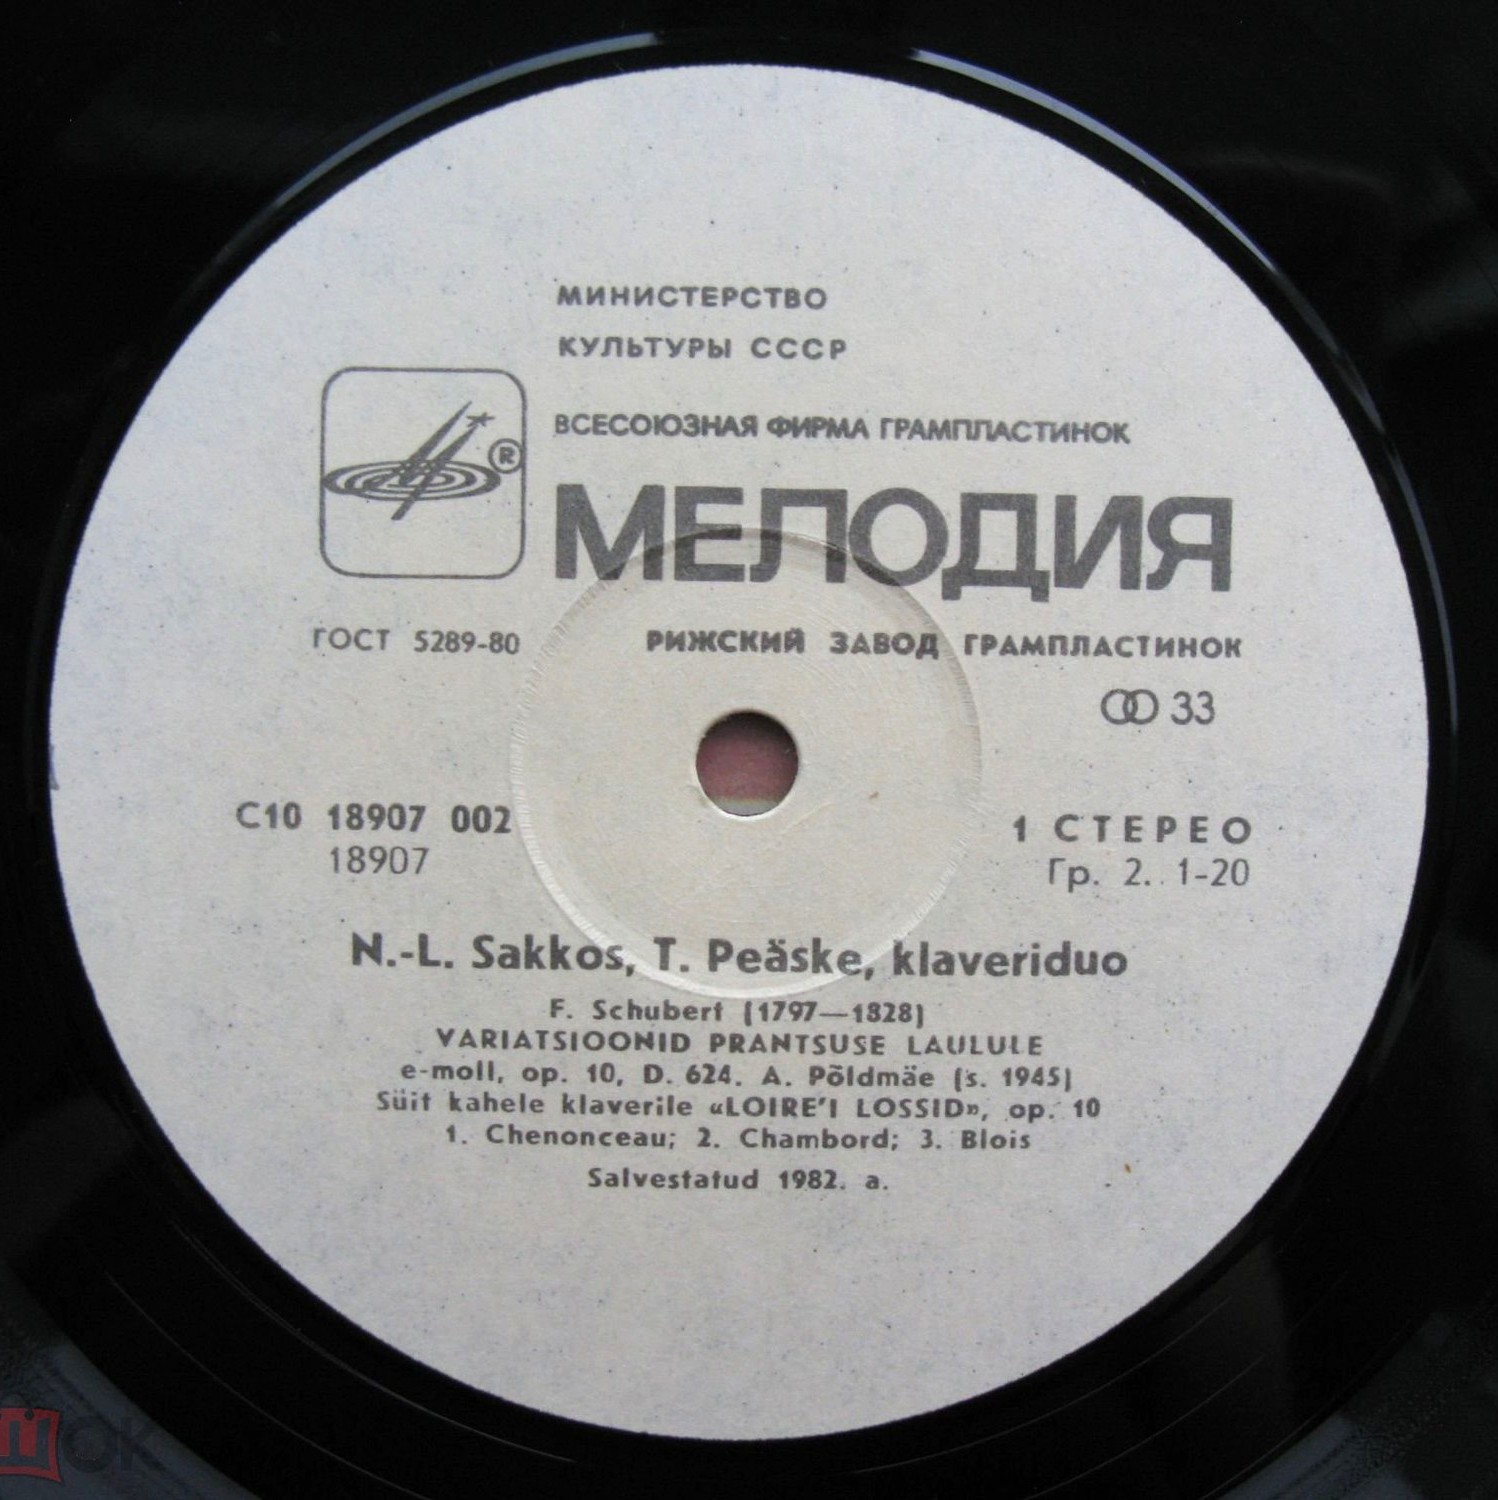 МИНИСТЕРСТВО
КУЛЬТУРЫ СССР
ВСЕСОЮЗНАЯ ФИРМА ГРАМПЛАСТИНОК
®
МЕЛОДИЯ
ГОСТ 5289-80
РИЖСКИЙ ЗАВОД ГРАМПЛАСТИНОК
33
С10 18907 002
18907
1 СТЕРЕО
Гр. 2. 1-20
N.-L. Sakkos, T. Peäske, klaveriduo
F. Schubert (1797—1828)
VARIATSIOONID PRANTSUSE LAULULE
e-moll, op. 10, D. 624. A. Põldmäe (s. 1945)
Süit kahele klaverile «LOIRE'I LOSSID», op. 10
1. Chenonceau; 2. Chambord; 3. Blois
Salvestatud 1982. a.